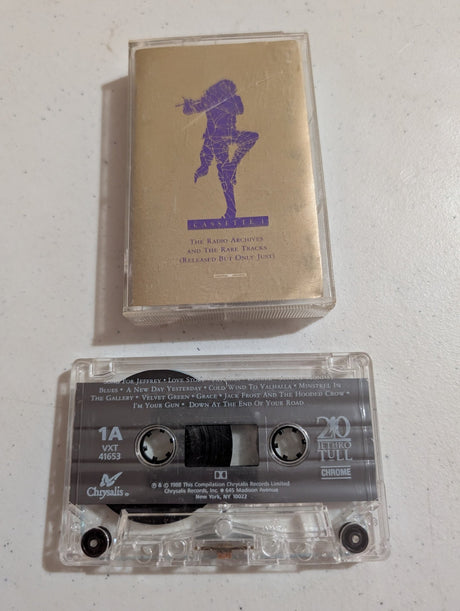 CASSETTE 1
THE RADIO ARCHIVES
AND THE RARE TRACKS
(RELEASED BUT ONLY JUST)
FOR JEFFREY • LOVE STORY
BLUES • A NEW DAY YESTERDAY • COLD WIND TO VALHALLA • MINSTREL IN
THE GALLERY • VELVET GREEN • GRACE • JACK FROST AND THE HOODED CROW •
I'M YOUR GUN • DOWN AT THE END OF YOUR ROAD
1A
VXT
41653
20
JETHRO
TULL
CHROME
Chrysalis
℗ & © 1988 This Compilation Chrysalis Records Limited
Chrysalis Records, Inc. 645 Madison Avenue
New York, NY 10022